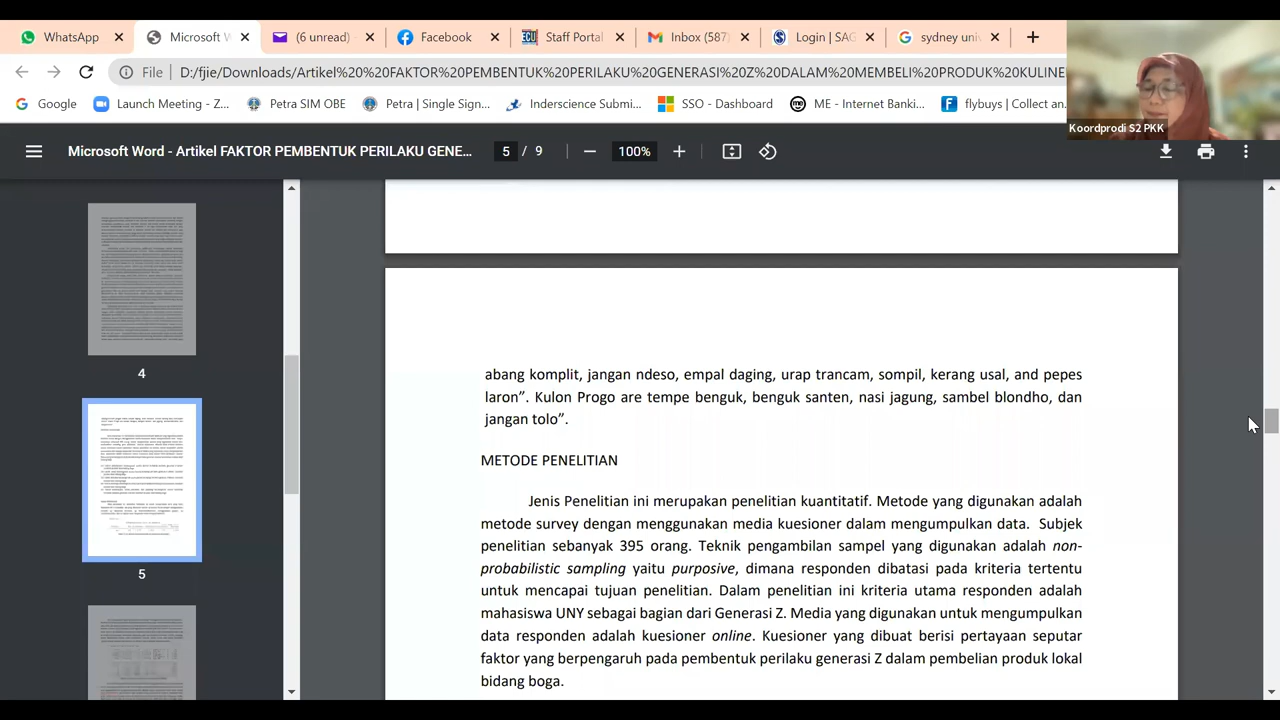 WhatsApp
Microsoft W
(6 unread)
Facebook
ECU Staff Portal
Inbox (587)
Login | SAG
sydney univ
File D:/fjie/Downloads/Artikel%20%20FAKTOR%20PEMBENTUK%20PERILAKU%20GENERASI%20Z%20DALAM%20MEMBELI%20PRODUK%20KULINE
Google
Launch Meeting - Z...
Petra SIM OBE
Petra | Single Sign...
Inderscience Submi...
SSO - Dashboard
me ME - Internet Banki...
flybuys | Collect an
Koordprodi S2 PKK
Microsoft Word - Artikel FAKTOR PEMBENTUK PERILAKU GENE...
5 / 9
100%
4
5
abang komplit, jangan ndeso, empal daging, urap trancam, sompil, kerang usal, and pepes
laron”. Kulon Progo are tempe benguk, benguk santen, nasi jagung, sambel blondho, dan
jangan tolo”.
METODE PENELITIAN
Jenis Penelitian ini merupakan penelitian kuantitatif. Metode yang digunakan adalah
metode survey dengan menggunakan media kuesioner dalam mengumpulkan data. Subjek
penelitian sebanyak 395 orang. Teknik pengambilan sampel yang digunakan adalah non-
probabilistic sampling yaitu purposive, dimana responden dibatasi pada kriteria tertentu
untuk mencapai tujuan penelitian. Dalam penelitian ini kriteria utama responden adalah
mahasiswa UNY sebagai bagian dari Generasi Z. Media yang digunakan untuk mengumpulkan
data responden adalah kuesioner online. Kuesioner yang dibuat berisi pertayaan seputar
faktor yang berpengaruh pada pembentuk perilaku generasi Z dalam pembelian produk lokal
bidang boga.